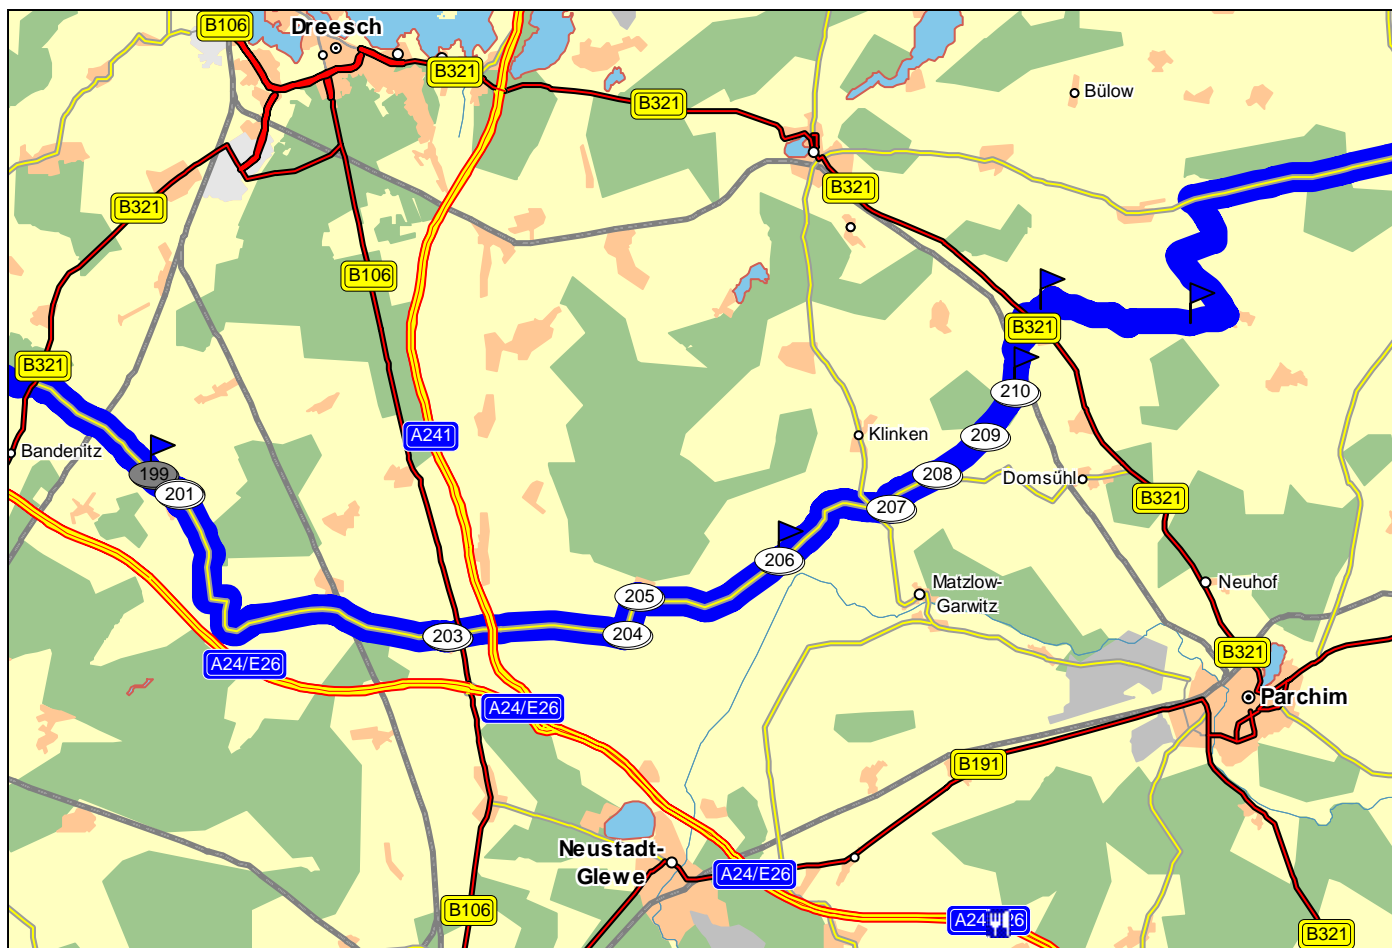 B106
Dreesch
B321
B321
Bülow
B321
B321
B106
B321
B321
A241
Klinken
210
209
Bandenitz
199
201
208
Domsühl
B321
207
206
205
Matzlow-
Garwitz
Neuhof
203
204
B321
A24/E26
A24/E26
Parchim
B191
Neustadt-
Glewe
A24/E26
B106
A24
26
B321